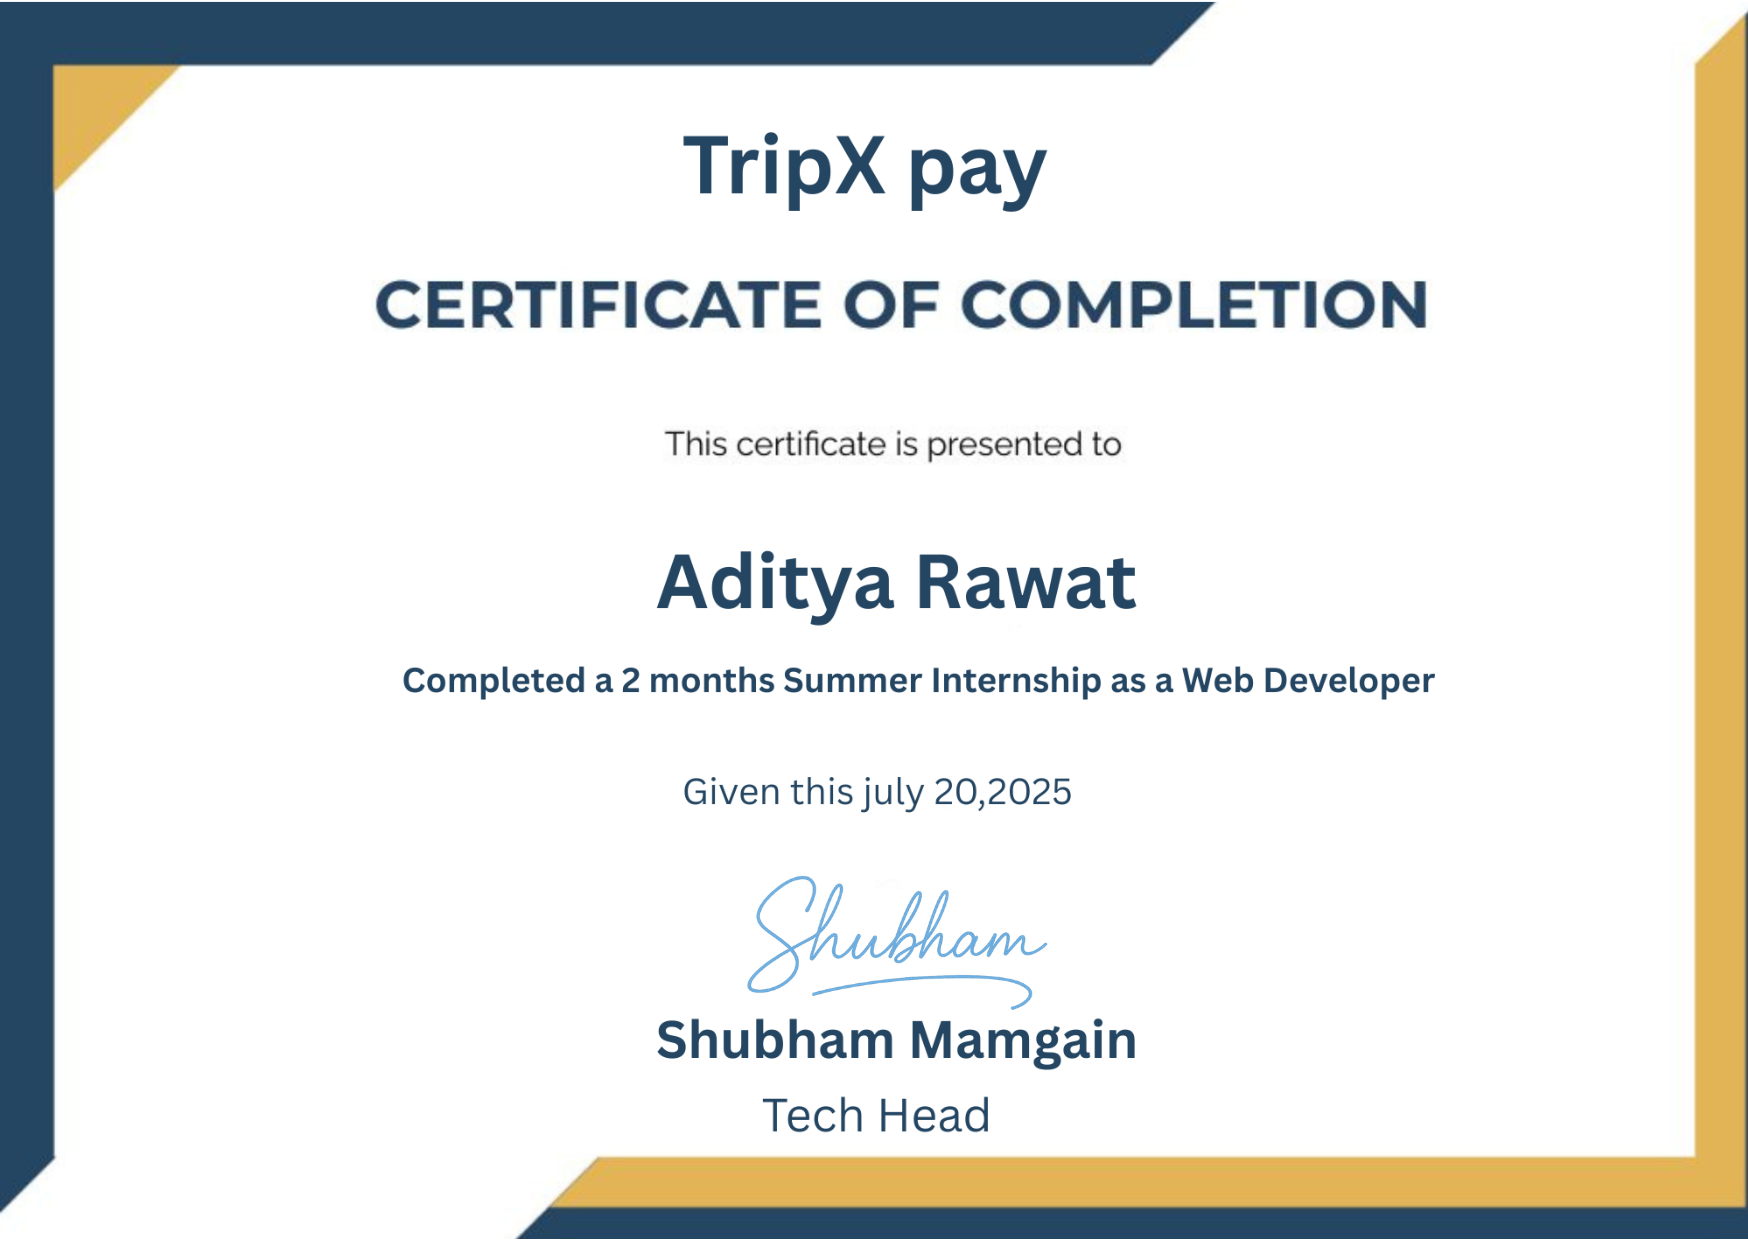 TripX pay
CERTIFICATE OF COMPLETION
This certificate is presented to
Aditya Rawat
Completed a 2 months Summer Internship as a Web Developer
Given this july 20,2025
Shubham
Shubham Mamgain
Tech Head